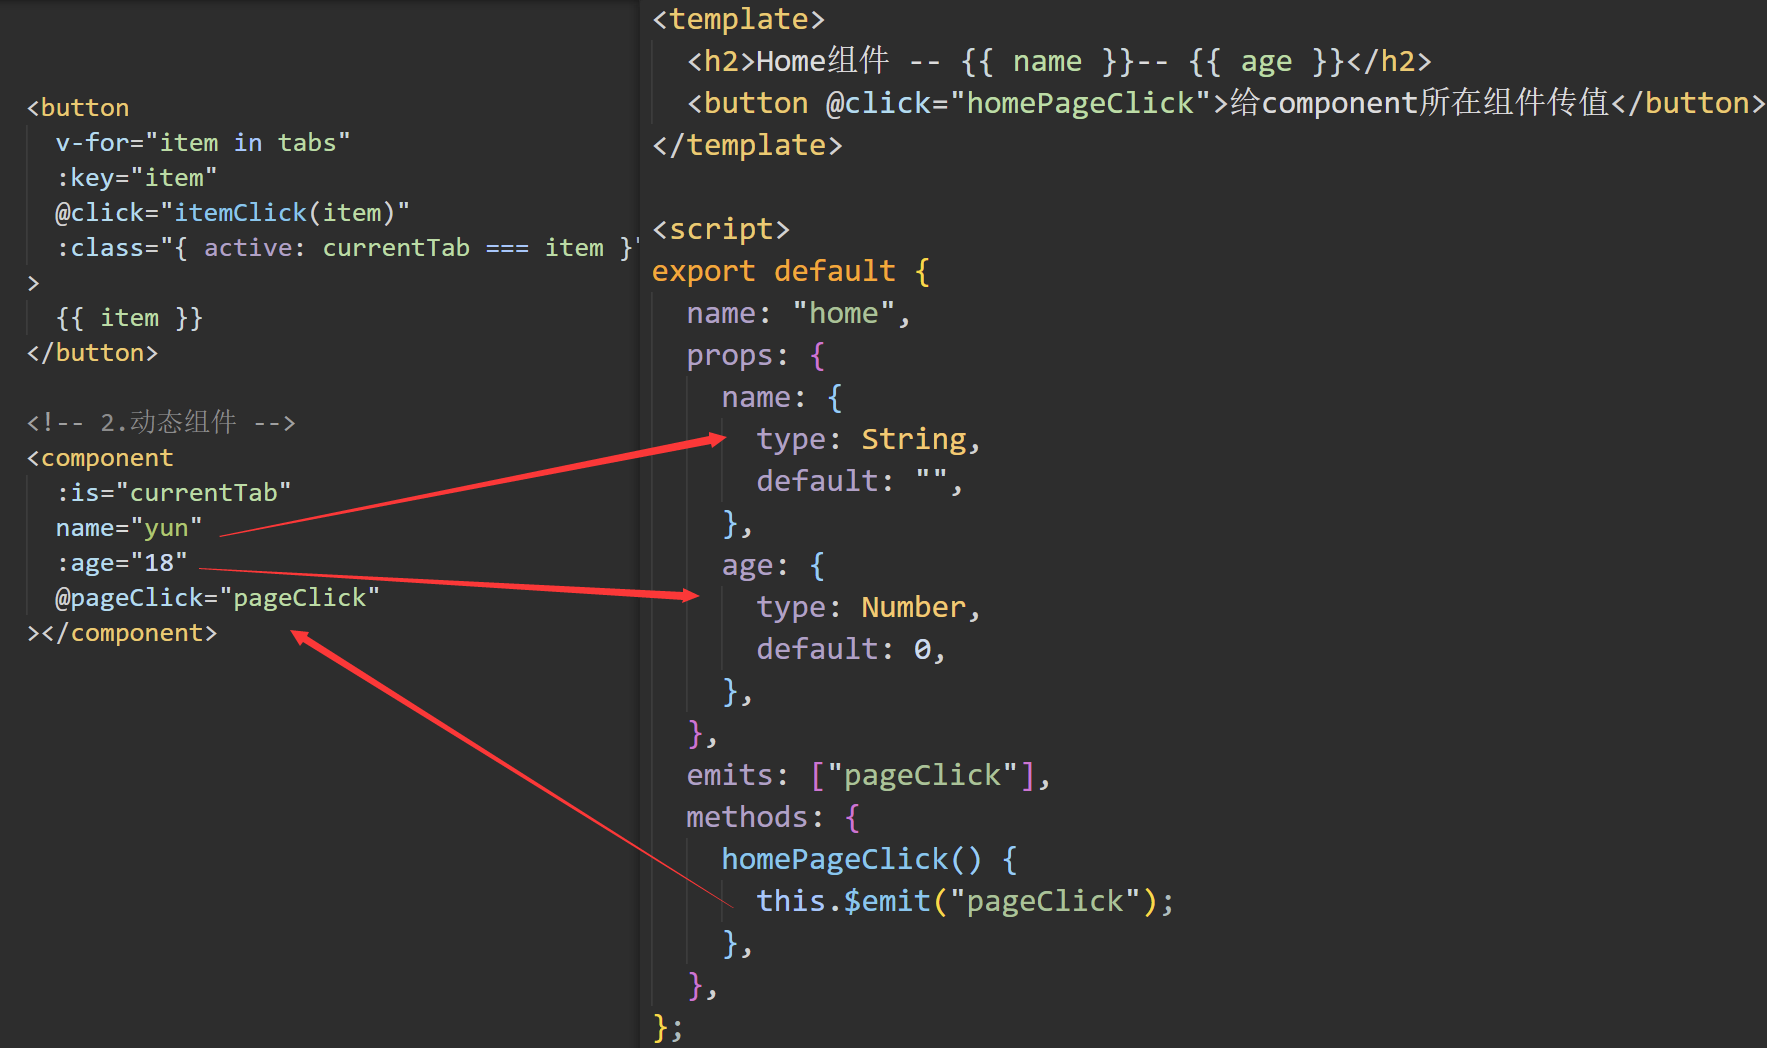 <button
  v-for="item in tabs"
  :key="item"
  @click="itemClick(item)"
  :class="{ active: currentTab === item }"
>
  {{ item }}
</button>
<!-- 2.动态组件 -->
<component
  :is="currentTab"
  name="yun"
  :age="18"
  @pageClick="pageClick"
></component>
<template>
  <h2>Home组件 -- {{ name }}-- {{ age }}</h2>
  <button @click="homePageClick">给component所在组件传值</button>
</template>
<script>
export default {
  name: "home",
  props: {
    name: {
      type: String,
      default: "",
    },
    age: {
      type: Number,
      default: 0,
    },
  },
  emits: ["pageClick"],
  methods: {
    homePageClick() {
      this.$emit("pageClick");
    },
  },
};